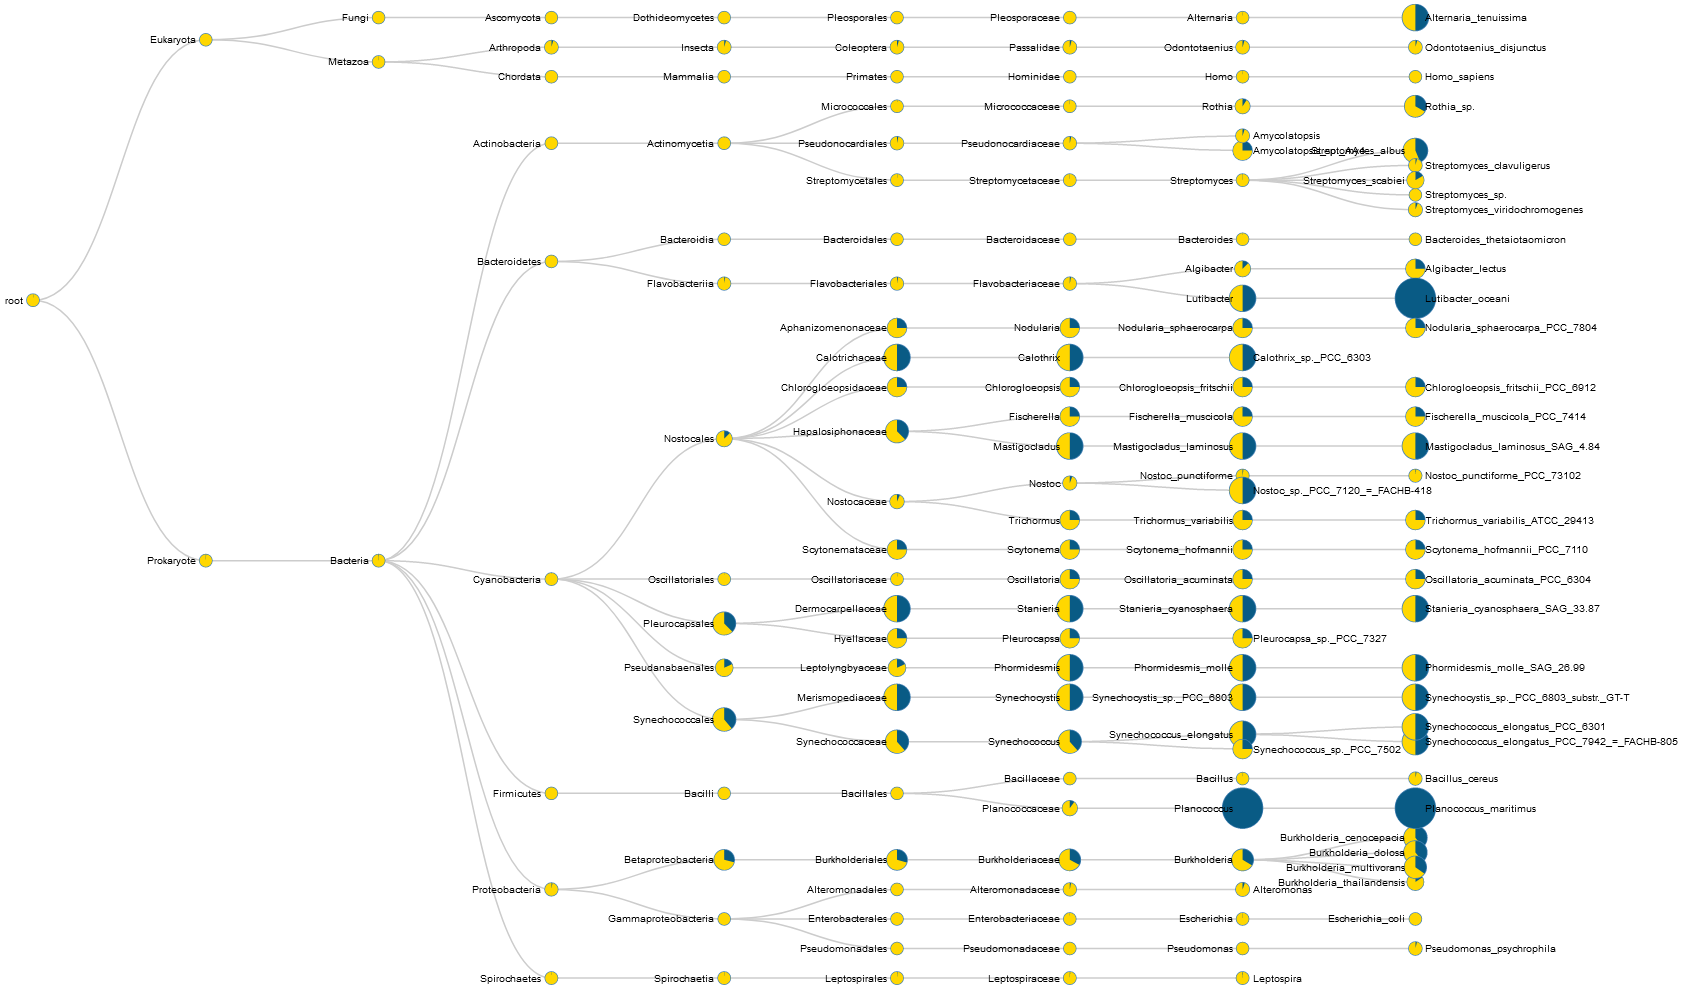 Fungi Ascomycota Dothideomycetes Pleosporales Pleosporaceae Alternaria Alternaria_tenuissima
Eukaryota
Arthropoda Insecta Coleoptera Passalidae Odontotaenius Odontotaenius_disjunctus
Metazoa
Chordata Mammalia Primates Hominidae Homo Homo_sapiens
Micrococcales Micrococcaceae Rothia Rothia_sp.
Amycolatopsis
Actinobacteria Actinomycetia Pseudonocardiales Pseudonocardiaceae
Streptomyces_albus
Streptomyces_clavuligerus
Streptomycetales Streptomycetaceae Streptomyces Streptomyces_scabiei
Streptomyces_sp.
Streptomyces_viridochromogenes
Bacteroidia Bacteroidales Bacteroidaceae Bacteroides Bacteroides_thetaiotaomicron
Bacteroidetes
Algibacter Algibacter_lectus
Flavobacteriia Flavobacteriales Flavobacteriaceae
root Lutibacter Lutibacter_oceani
Aphanizomenonaceae Nodularia Nodularia_sphaerocarpa Nodularia_sphaerocarpa_PCC_7804
Calotrichaceae Calothrix Calothrix_sp._PCC_6303
Chlorogloeopsidaceae Chlorogloeopsis Chlorogloeopsis_fritschii Chlorogloeopsis_fritschii_PCC_6912
Fischerella Fischerella_muscicola Fischerella_muscicola_PCC_7414
Nostocales Hapalosiphonaceae
Mastigocladus Mastigocladus_laminosus Mastigocladus_laminosus_SAG_4.84
Nostoc_punctiforme Nostoc_punctiforme_PCC_73102
Nostoc
Nostoc_sp._PCC_7120_=_FACHB-418
Nostocaceae
Trichormus Trichormus_variabilis Trichormus_variabilis_ATCC_29413
Scytonemataceae Scytonema Scytonema_hofmannii Scytonema_hofmannii_PCC_7110
Prokaryote Bacteria
Cyanobacteria Oscillatoriales Oscillatoriaceae Oscillatoria Oscillatoria_acuminata Oscillatoria_acuminata_PCC_6304
Dermocarpellaceae Stanieria Stanieria_cyanosphaera Stanieria_cyanosphaera_SAG_33.87
Pleurocapsales
Hyellaceae Pleurocapsa Pleurocapsa_sp._PCC_7327
Pseudanabaenales Leptolyngbyaceae Phormidesmis Phormidesmis_molle Phormidesmis_molle_SAG_26.99
Merismopediaceae Synechocystis Synechocystis_sp._PCC_6803 Synechocystis_sp._PCC_6803_substr._GT-T
Synechococcales
Synechococcus_elongatus_PCC_6301
Synechococcus_elongatus
Synechococcaceae Synechococcus Synechococcus_elongatus_PCC_7942_=_FACHB-805
Synechococcus_sp._PCC_7502
Bacillaceae Bacillus Bacillus_cereus
Firmicutes Bacilli Bacillales
Planococcaceae Planococcus Planococcus_maritimus
Burkholderia_cenocepacia
Burkholderia_dolosa
Betaproteobacteria Burkholderiales Burkholderiaceae Burkholderia
Burkholderia_multivorans
Burkholderia_thailandensis
Proteobacteria Alteromonadales Alteromonadaceae Alteromonas
Gammaproteobacteria Enterobacterales Enterobacteriaceae Escherichia Escherichia_coli
Pseudomonadales Pseudomonadaceae Pseudomonas Pseudomonas_psychrophila
Spirochaetes Spirochaetia Leptospirales Leptospiraceae Leptospira